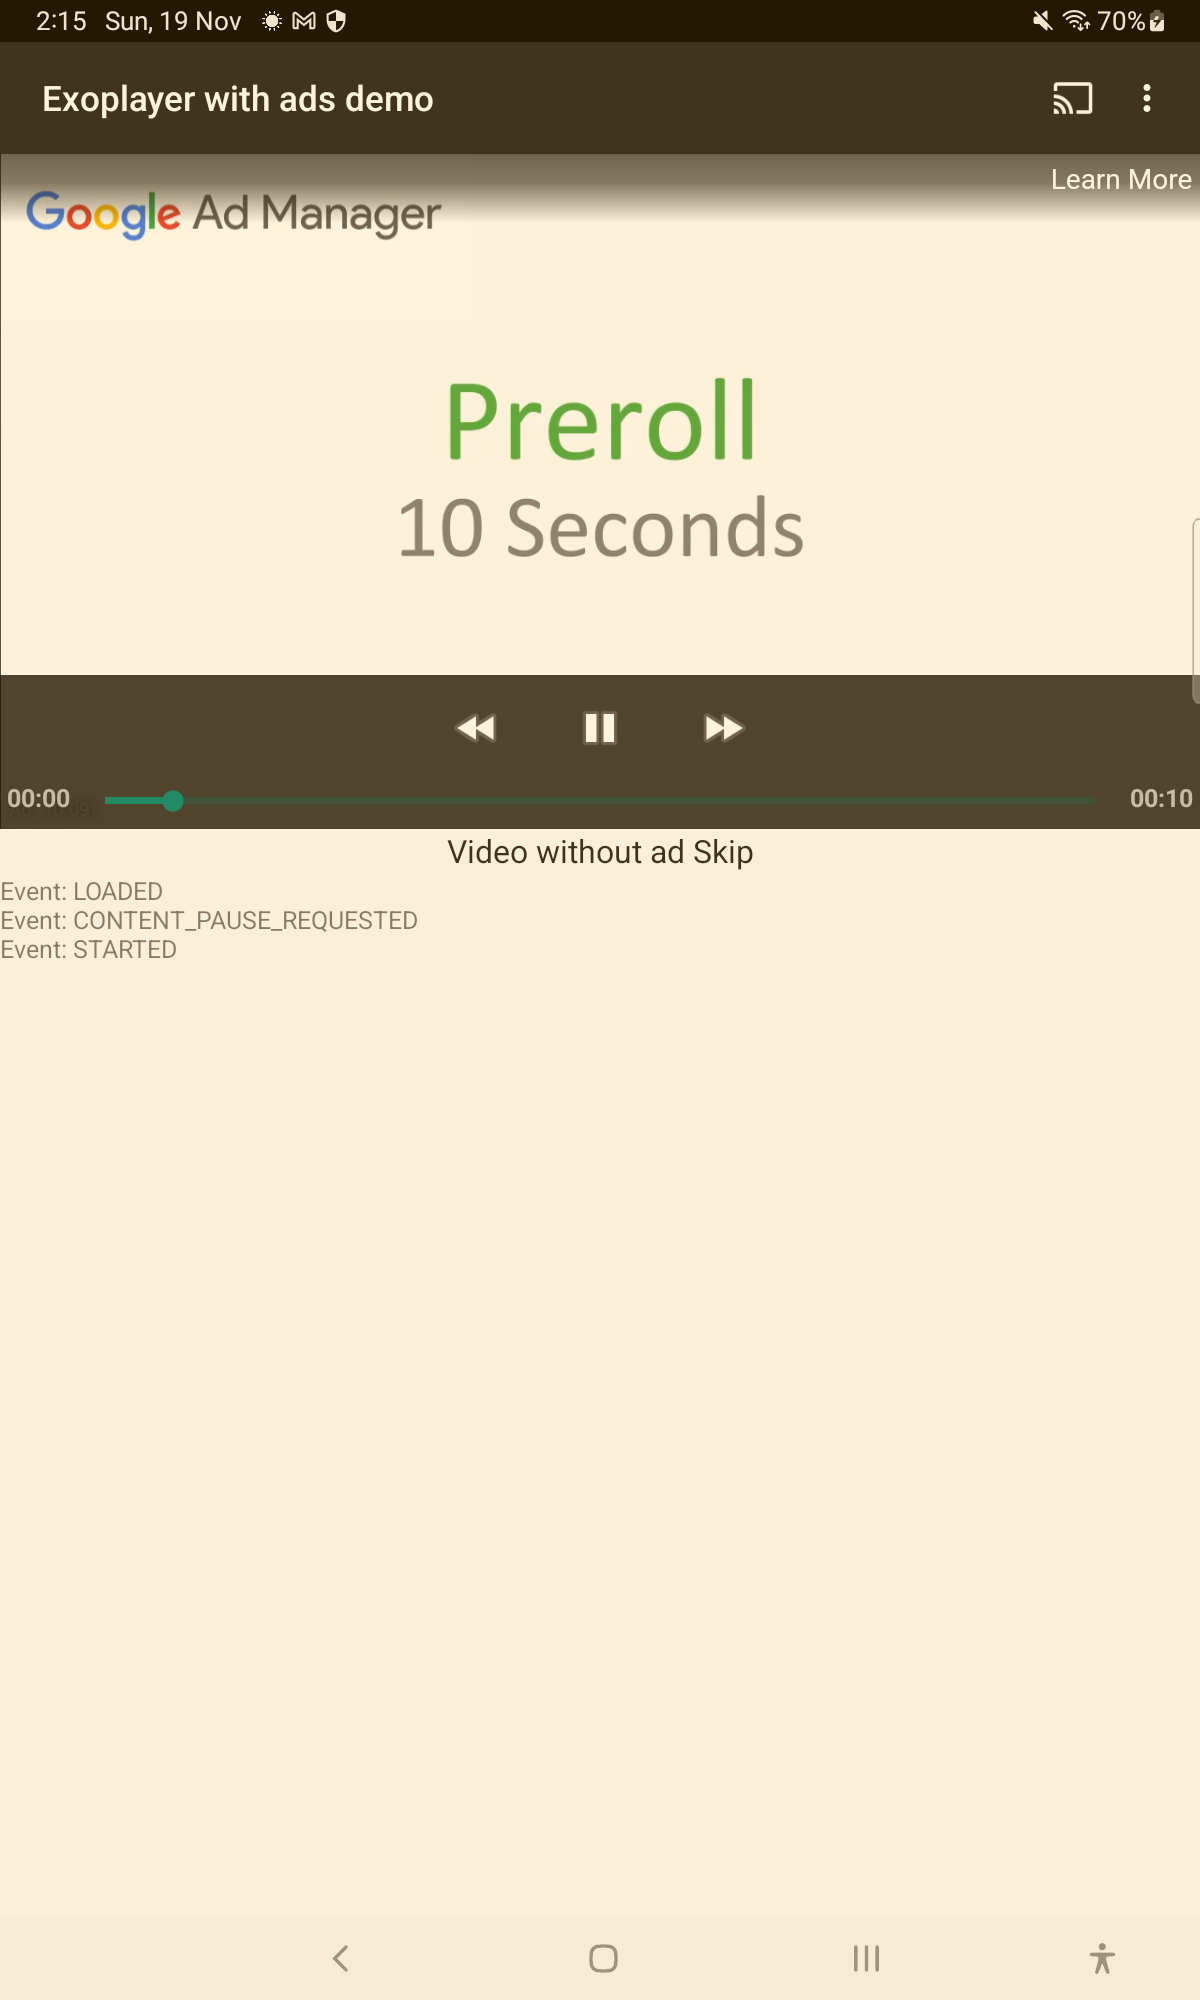 2:15 Sun, 19 Nov 70%
Exoplayer with ads demo
Learn More
Google Ad Manager
Preroll
10 Seconds
00:00 00:10
Video without ad Skip
Event: LOADED
Event: CONTENT_PAUSE_REQUESTED
Event: STARTED